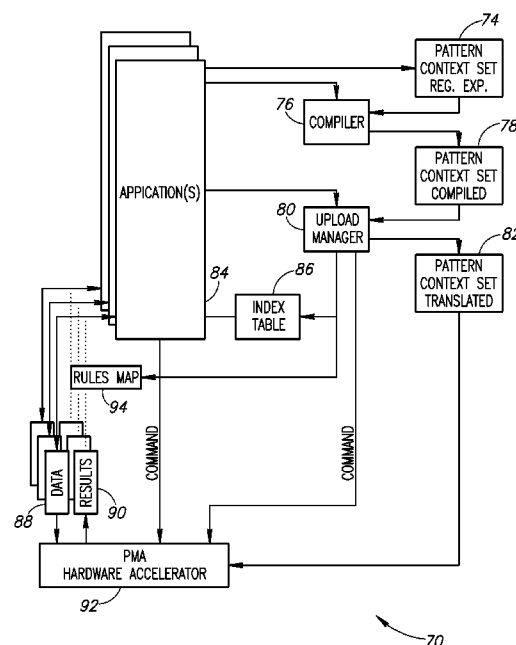 74
PATTERN
CONTEXT SET
REG. EXP.
76
COMPILER
78
PATTERN
CONTEXT SET
COMPILED
APPLICATION(S)
80
UPLOAD
MANAGER
82
PATTERN
CONTEXT SET
TRANSLATED
84
86
INDEX
TABLE
RULES MAP
94
COMMAND
COMMAND
DATA
RESULTS
88
90
PMA
HARDWARE ACCELERATOR
92
70